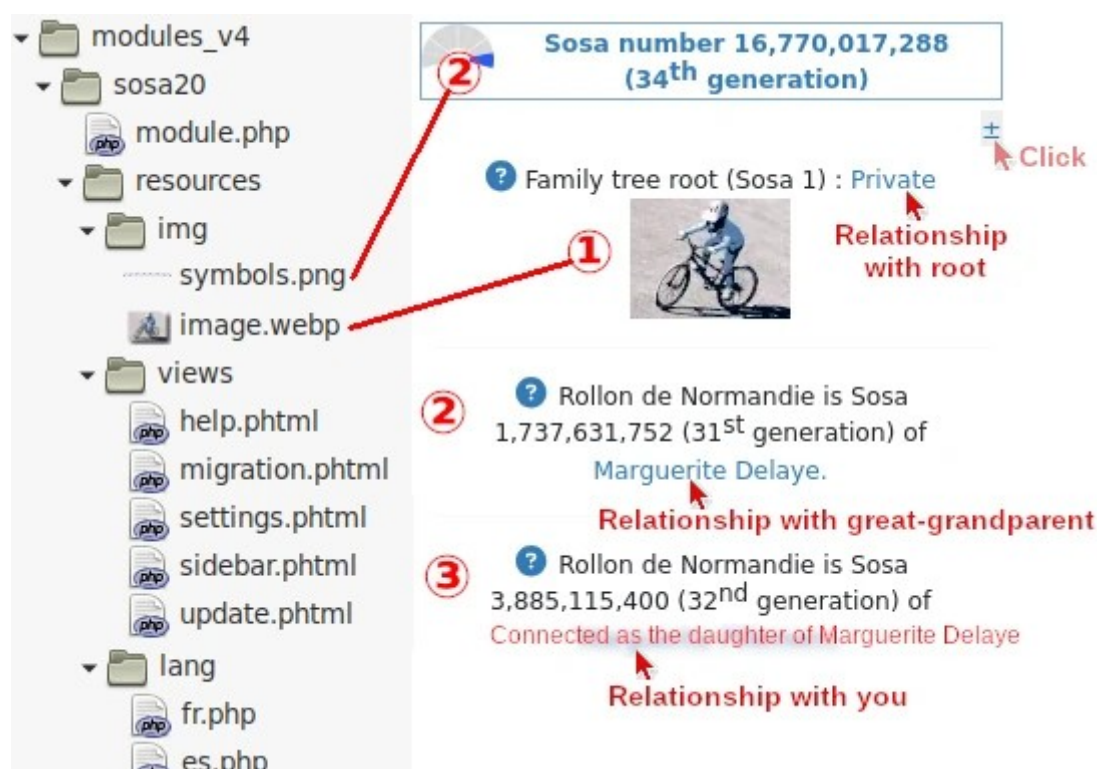 modules_v4
sosa20
module.php
resources
img
symbols.png
image.webp
views
help.phtml
migration.phtml
settings.phtml
sidebar.phtml
update.phtml
lang
fr.php
es.php
Sosa number 16,770,017,288
(34th generation)
②
±
Click
? Family tree root (Sosa 1) : Private
①
Relationship
with root
② ? Rollon de Normandie is Sosa
1,737,631,752 (31st generation) of
Marguerite Delaye.
Relationship with great-grandparent
③ ? Rollon de Normandie is Sosa
3,885,115,400 (32nd generation) of
Connected as the daughter of Marguerite Delaye
Relationship with you